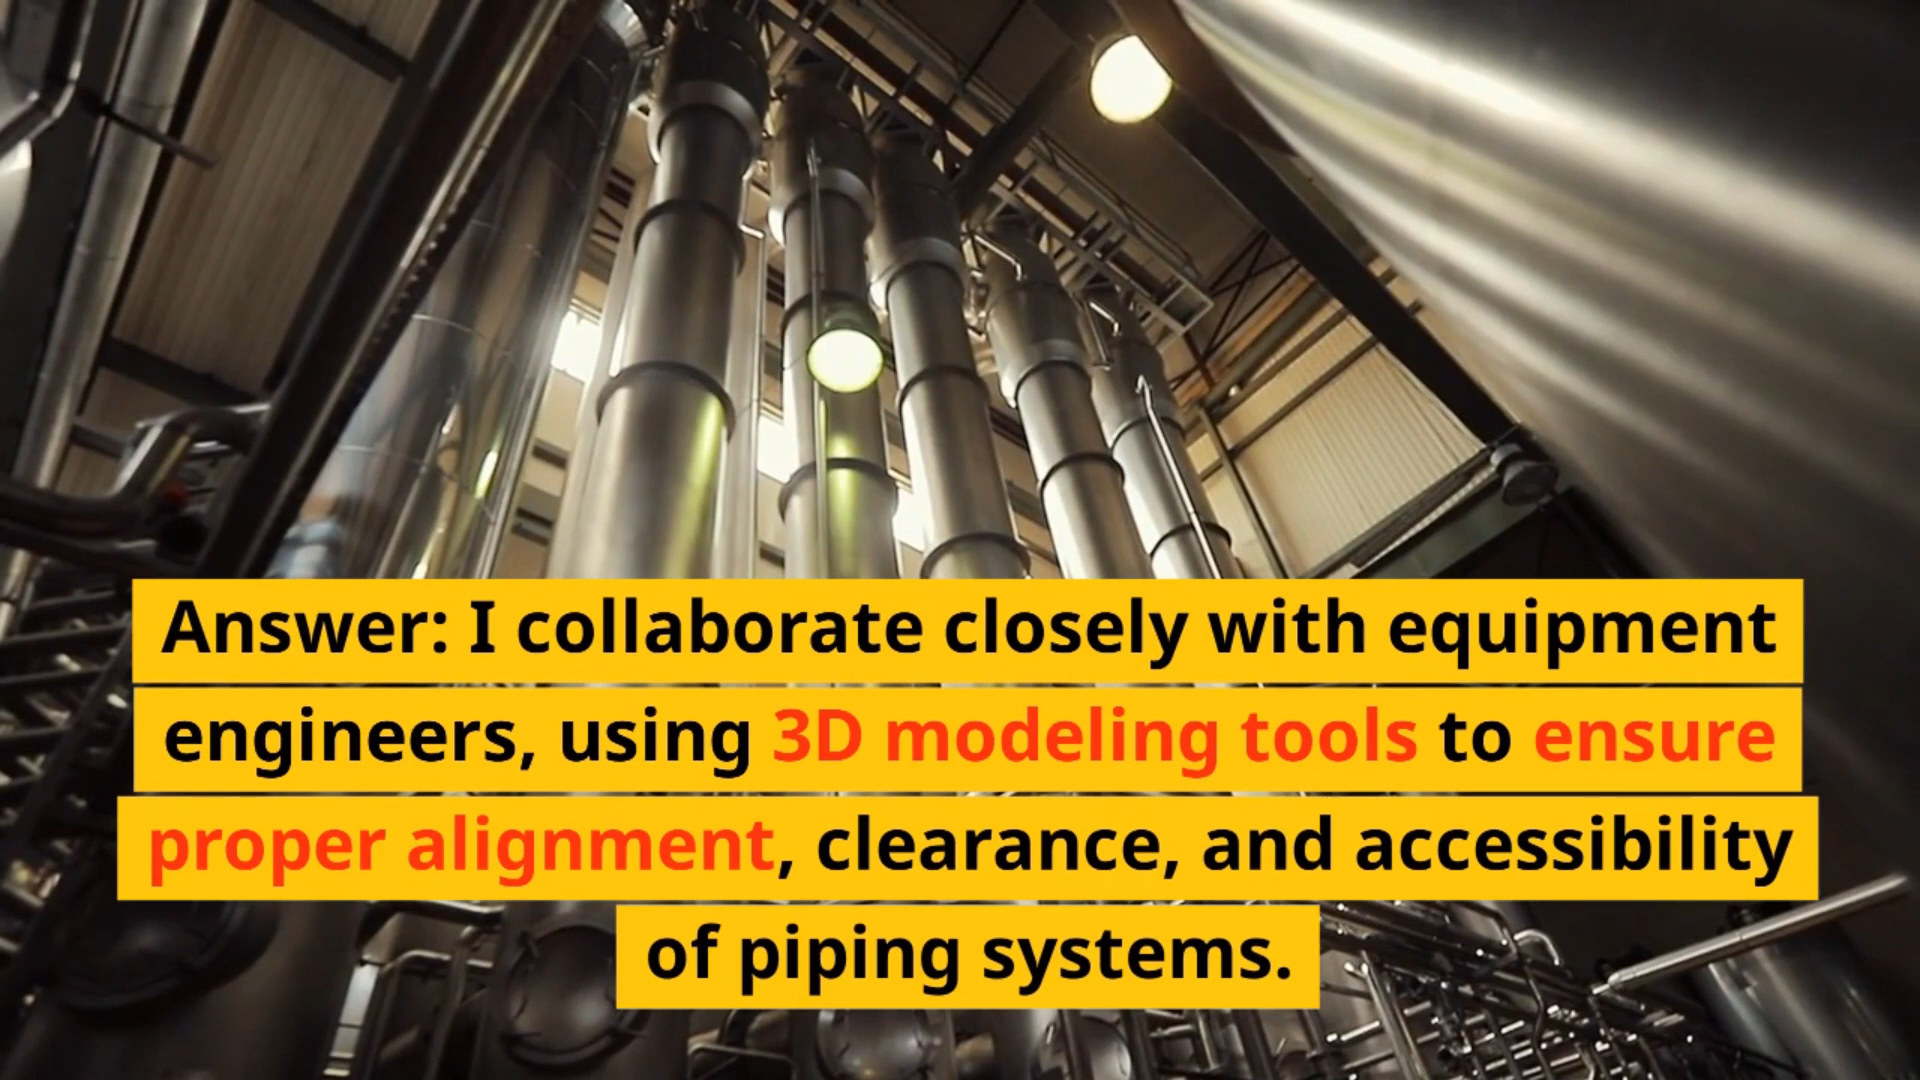 Answer: I collaborate closely with equipment
engineers, using 3D modeling tools to ensure
proper alignment, clearance, and accessibility
of piping systems.